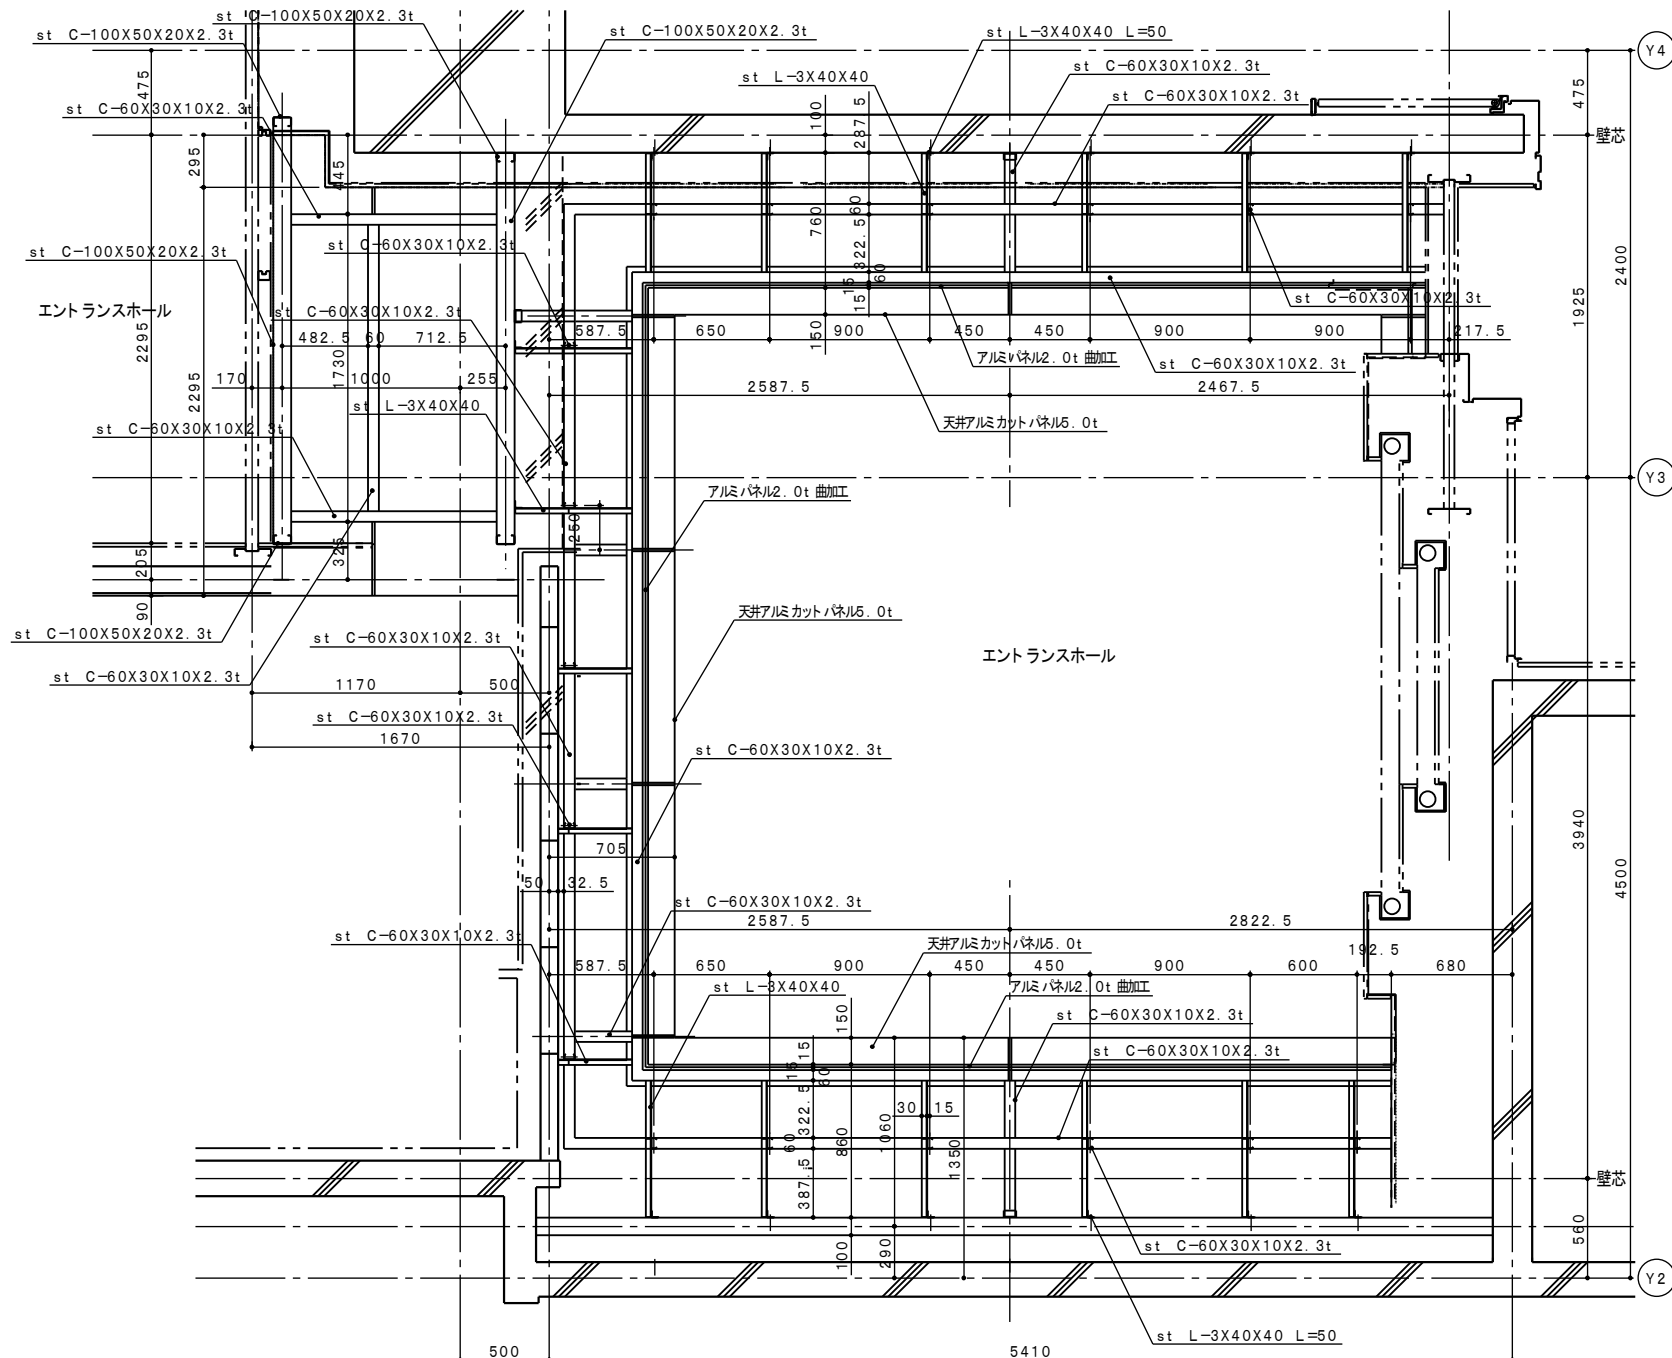 st C-100X50X20X2.3t
st C-100X50X20X2.3t
st C-100X50X20X2.3t
st L-3X40X40 L=50
Y4
475
st C-60X30X10X2.3t
st L-3X40X40
st C-60X30X10X2.3t
st C-60X30X10X2.3t
475
100
287.5
壁芯
295
445
760
60
322.5
15
60
15
150
st C-100X50X20X2.3t
st C-60X30X10X2.3t
2400
1925
エントランスホール
st C-60X30X10X2.3t
st C-60X30X10X2.3t
2295
2295
482.5
60
712.5
1730
587.5
650
900
450
450
900
900
217.5
アルミパネル2.0t 曲加工
st C-60X30X10X2.3t
170
1000
255
2587.5
2467.5
st L-3X40X40
天井アルミカットパネル5.0t
st C-60X30X10X2.3t
Y3
アルミパネル2.0t 曲加工
250
205
325
90
天井アルミカットパネル5.0t
st C-100X50X20X2.3t
st C-60X30X10X2.3t
エントランスホール
st C-60X30X10X2.3t
1170
500
st C-60X30X10X2.3t
1670
st C-60X30X10X2.3t
3940
4500
705
50
32.5
st C-60X30X10X2.3t
2587.5
2822.5
st C-60X30X10X2.3t
天井アルミカットパネル5.0t
192.5
587.5
650
900
450
450
900
600
680
st L-3X40X40
アルミパネル2.0t 曲加工
st C-60X30X10X2.3t
150
15
15
60
st C-60X30X10X2.3t
322.5
60
387.5
860
1060
1350
30
15
壁芯
560
100
290
st C-60X30X10X2.3t
Y2
st L-3X40X40 L=50
500
5410